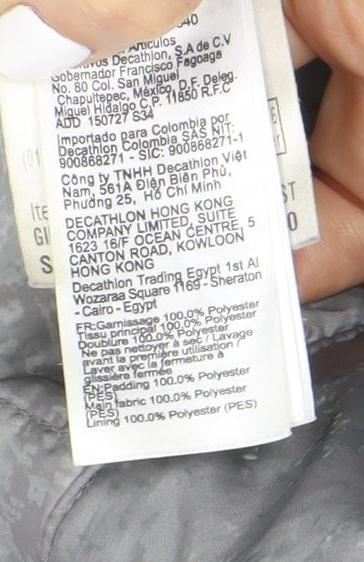 Artículos
Decathlon, S.A de C.V
Gobernador Francisco Fagoaga
No. 80 Col. San Miguel
Chapultepec, México, D.F. Deleg.
Miguel Hidalgo C.P. 11850 R.F.C
ADD 150727 S34
Importado para Colombia por
Decathlon Colombia SAS NIT:
900868271 - SIC: 900868271-1
Công ty TNHH Decathlon Việt
Nam, 561A Điện Biên Phủ,
Phường 25, Hồ Chí Minh
DECATHLON HONG KONG
COMPANY LIMITED, SUITE
1623 16/F OCEAN CENTRE, 5
CANTON ROAD, KOWLOON
HONG KONG
Decathlon Trading Egypt 1st Al
Wozaraa Square 1169 - Sheraton
- Cairo - Egypt
FR:Garnissage 100.0% Polyester
Tissu principal 100.0% Polyester
Doublure 100.0% Polyester
Ne pas nettoyer à sec / Lavage
avant la première utilisation /
Laver avec la fermeture à
glissière fermée
EN:Padding 100.0% Polyester
(PES)
Main fabric 100.0% Polyester
(PES)
Lining 100.0% Polyester (PES)